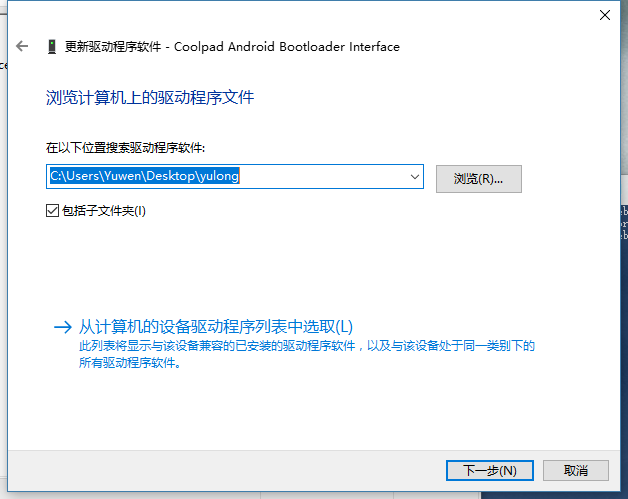 更新驱动程序软件 - Coolpad Android Bootloader Interface
浏览计算机上的驱动程序文件
在以下位置搜索驱动程序软件:
C:\Users\Yuwen\Desktop\yulong
浏览(R)...
包括子文件夹(I)
从计算机的设备驱动程序列表中选取(L)
此列表将显示与该设备兼容的已安装的驱动程序软件，以及与该设备处于同一类别下的
所有驱动程序软件。
下一步(N)
取消